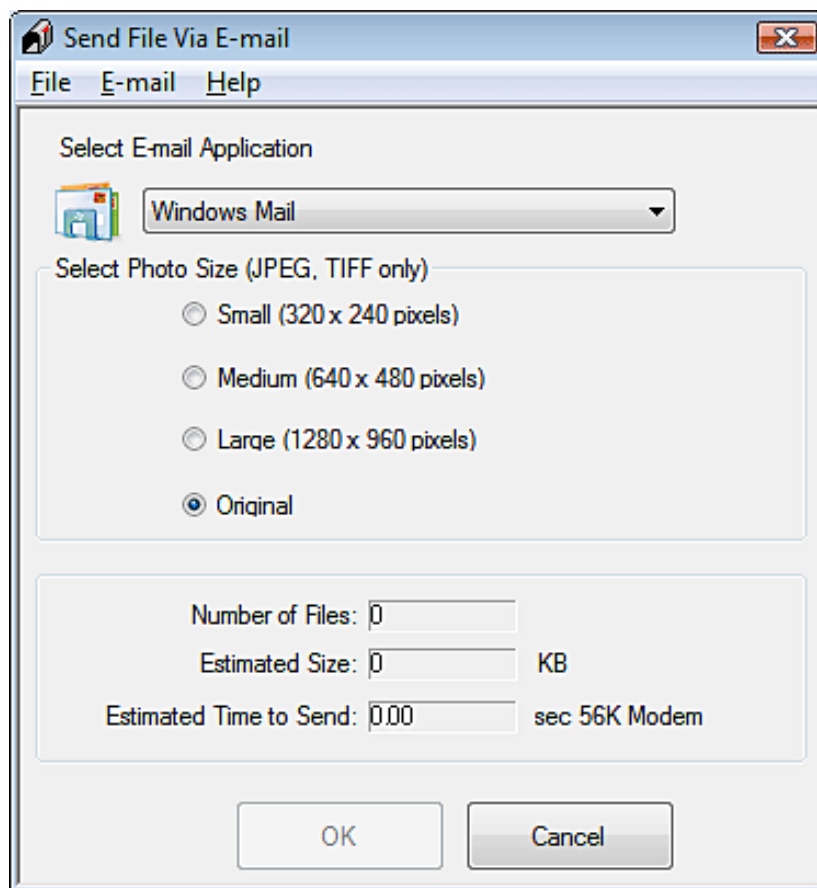 Send File Via E-mail
File E-mail Help
Select E-mail Application
Windows Mail
Select Photo Size (JPEG, TIFF only)
Small (320 x 240 pixels)
Medium (640 x 480 pixels)
Large (1280 x 960 pixels)
Original
Number of Files: 0
Estimated Size: 0 KB
Estimated Time to Send: 0.00 sec 56K Modem
OK Cancel